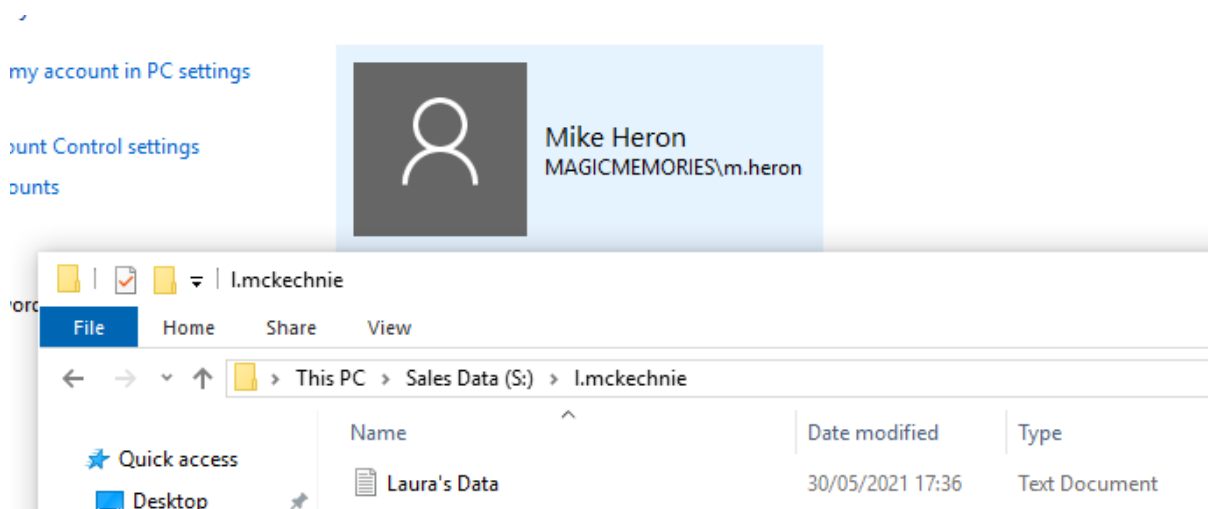 my account in PC settings
Mike Heron
MAGICMEMORIES\m.heron
ount Control settings
ounts
l.mckechnie
File Home Share View
This PC > Sales Data (S:) > l.mckechnie
Name Date modified Type
Quick access
Laura's Data 30/05/2021 17:36 Text Document
Desktop